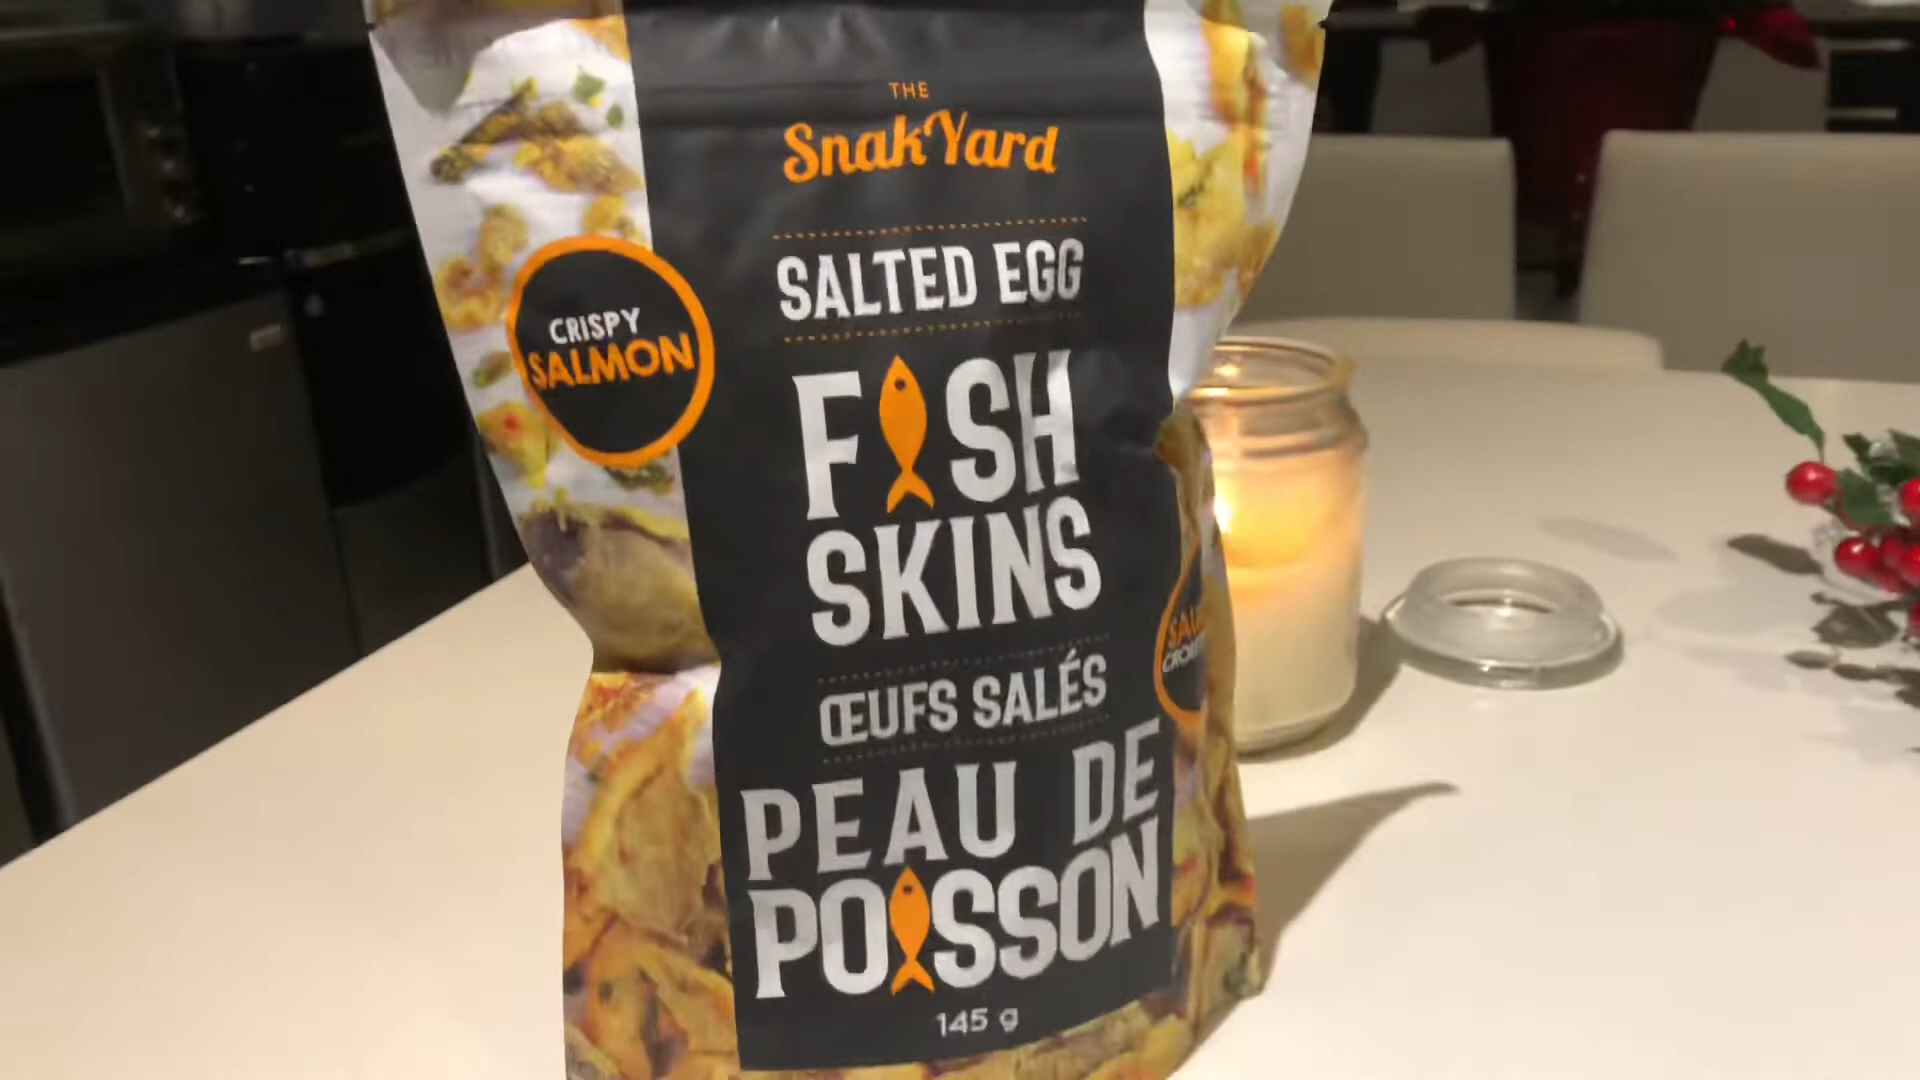 THE
SnakYard
SALTED EGG
CRISPY
SALMON
FISH
SKINS
ŒUFS SALÉS
PEAU DE
POISSON
145 g